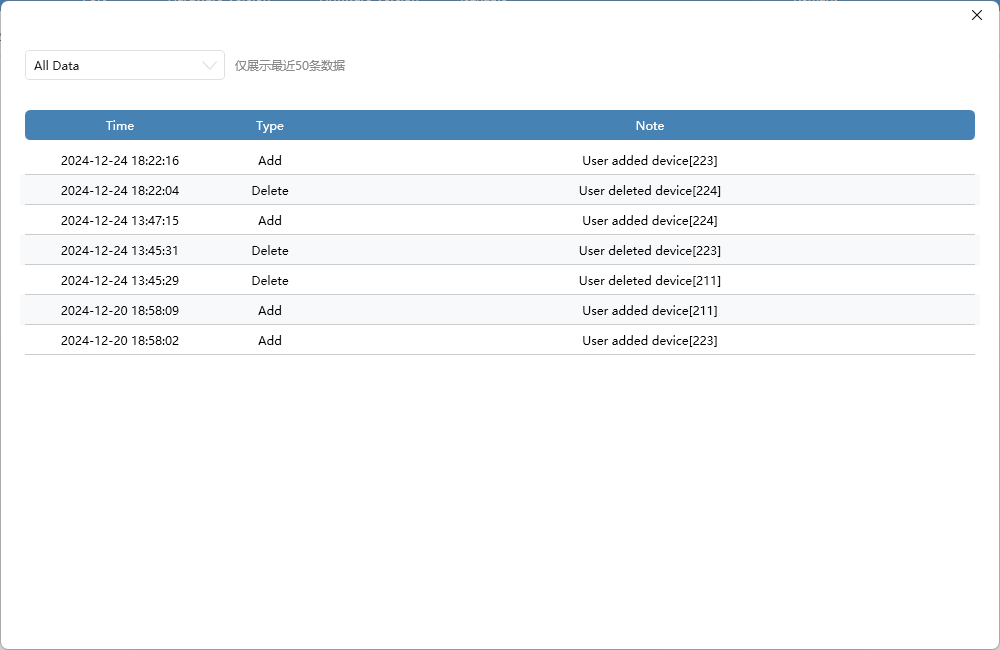 All Data 仅展示最近50条数据
Time Type Note
2024-12-24 18:22:16 Add User added device[223]
2024-12-24 18:22:04 Delete User deleted device[224]
2024-12-24 13:47:15 Add User added device[224]
2024-12-24 13:45:31 Delete User deleted device[223]
2024-12-24 13:45:29 Delete User deleted device[211]
2024-12-20 18:58:09 Add User added device[211]
2024-12-20 18:58:02 Add User added device[223]